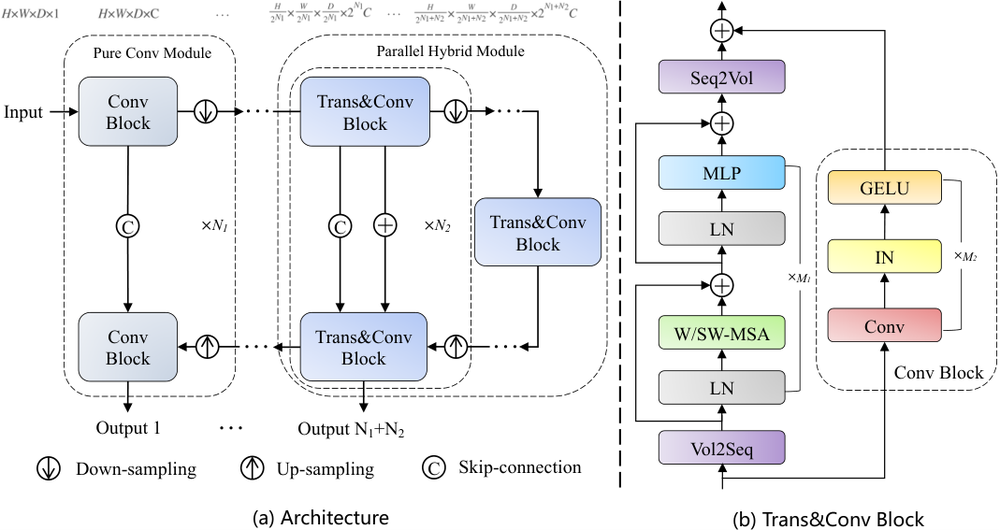 H×W×D×1 H×W×D×C ⋯ H/2^{N1}×W/2^{N1}×D/2^{N1}×2^{N1}C ⋯ H/2^{N1+N2}×W/2^{N1+N2}×D/2^{N1+N2}×2^{N1+N2}C
Pure Conv Module
Parallel Hybrid Module
Input
Conv
Block
Trans&Conv
Block
C
×N₁
C
×N₂
Trans&Conv
Block
Conv
Block
Trans&Conv
Block
Output 1
⋯
Output N₁+N₂
Down-sampling
Up-sampling
C
Skip-connection
(a) Architecture
Seq2Vol
MLP
LN
W/SW-MSA
LN
Vol2Seq
×M₁
GELU
IN
Conv
×M₂
Conv Block
(b) Trans&Conv Block